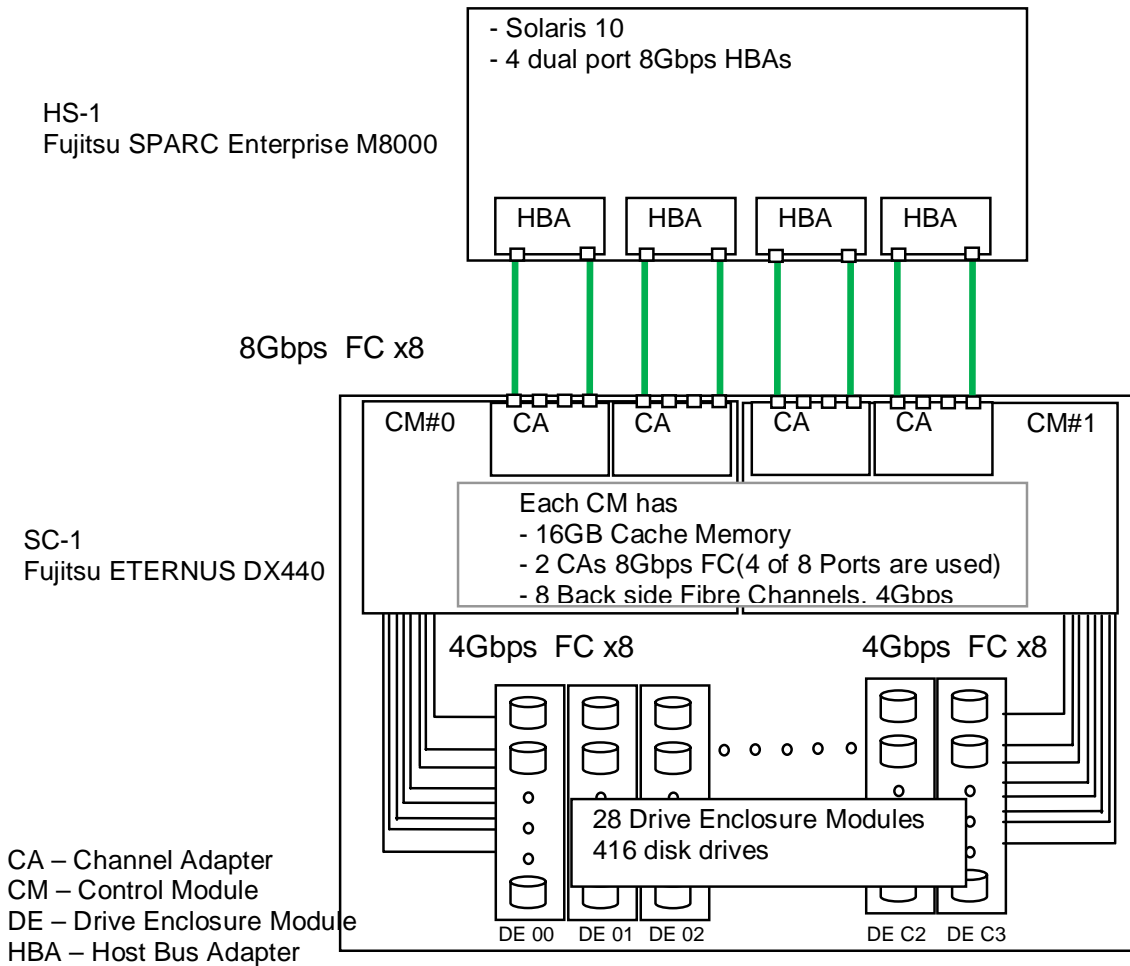 - Solaris 10
- 4 dual port 8Gbps HBAs
HS-1
Fujitsu SPARC Enterprise M8000
HBA
HBA
HBA
HBA
8Gbps FC x8
CM#0
CA
CA
CA
CA
CM#1
Each CM has
- 16GB Cache Memory
- 2 CAs 8Gbps FC(4 of 8 Ports are used)
- 8 Back side Fibre Channels. 4Gbps
SC-1
Fujitsu ETERNUS DX440
4Gbps FC x8
4Gbps FC x8
28 Drive Enclosure Modules
416 disk drives
CA – Channel Adapter
CM – Control Module
DE – Drive Enclosure Module
HBA – Host Bus Adapter
DE 00
DE 01
DE 02
DE C2
DE C3